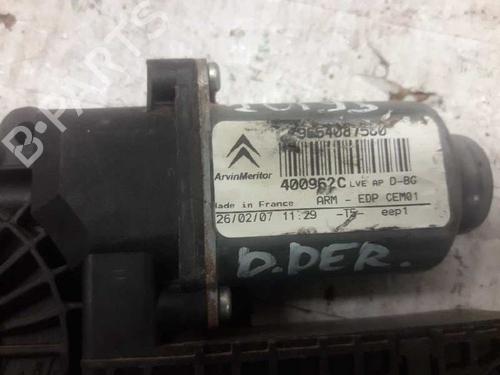 9654087580
ArvinMeritor
400962C LVE AP D-BG
Made in France ARM - EDP CEM01
26/02/07 11:29 -T5- eep1
D.DER.
B-PARTS